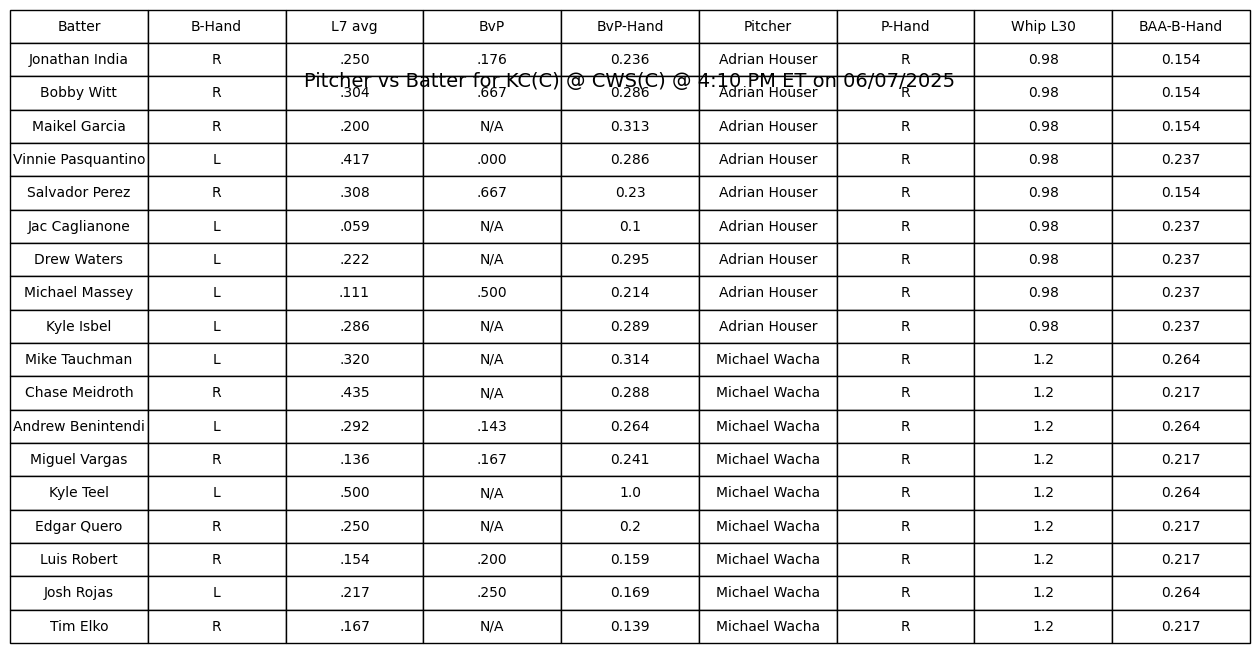 Batter B-Hand L7 avg BvP BvP-Hand Pitcher P-Hand Whip L30 BAA-B-Hand
Jonathan India R .250 .176 0.236 Adrian Houser R 0.98 0.154
Pitcher vs Batter for KC(C) @ CWS(C) @ 4:10 PM ET on 06/07/2025
Bobby Witt R .304 .667 0.286 Adrian Houser R 0.98 0.154
Maikel Garcia R .200 N/A 0.313 Adrian Houser R 0.98 0.154
Vinnie Pasquantino L .417 .000 0.286 Adrian Houser R 0.98 0.237
Salvador Perez R .308 .667 0.23 Adrian Houser R 0.98 0.154
Jac Caglianone L .059 N/A 0.1 Adrian Houser R 0.98 0.237
Drew Waters L .222 N/A 0.295 Adrian Houser R 0.98 0.237
Michael Massey L .111 .500 0.214 Adrian Houser R 0.98 0.237
Kyle Isbel L .286 N/A 0.289 Adrian Houser R 0.98 0.237
Mike Tauchman L .320 N/A 0.314 Michael Wacha R 1.2 0.264
Chase Meidroth R .435 N/A 0.288 Michael Wacha R 1.2 0.217
Andrew Benintendi L .292 .143 0.264 Michael Wacha R 1.2 0.264
Miguel Vargas R .136 .167 0.241 Michael Wacha R 1.2 0.217
Kyle Teel L .500 N/A 1.0 Michael Wacha R 1.2 0.264
Edgar Quero R .250 N/A 0.2 Michael Wacha R 1.2 0.217
Luis Robert R .154 .200 0.159 Michael Wacha R 1.2 0.217
Josh Rojas L .217 .250 0.169 Michael Wacha R 1.2 0.264
Tim Elko R .167 N/A 0.139 Michael Wacha R 1.2 0.217